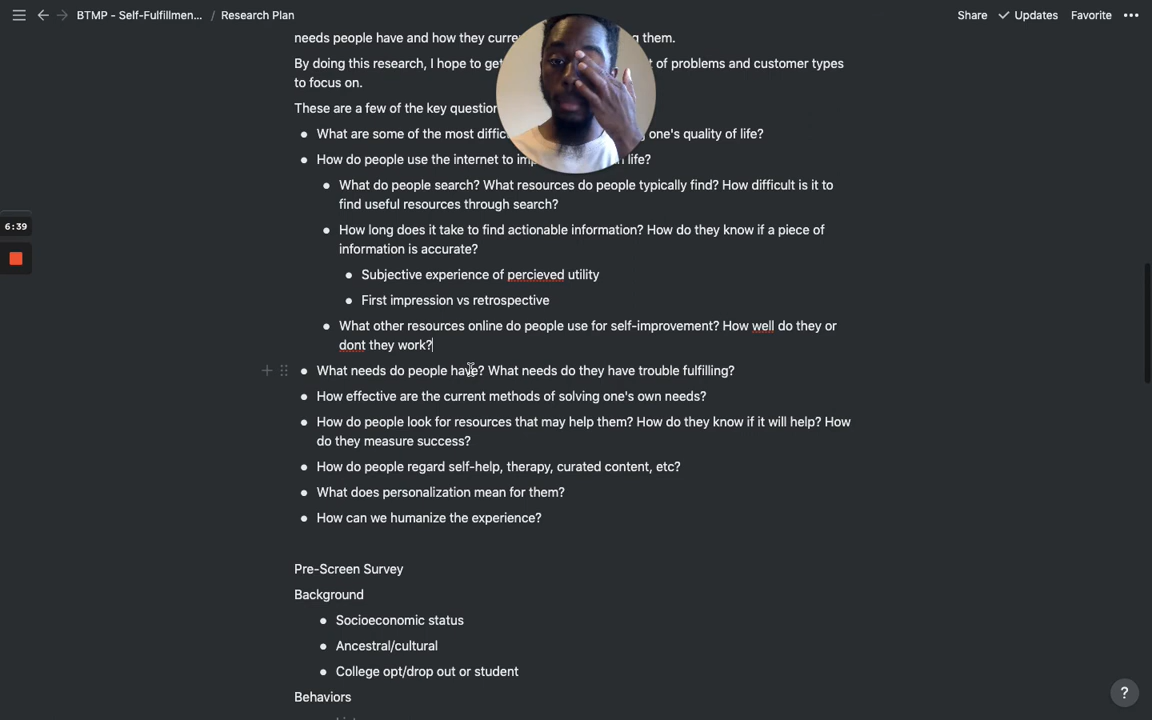 BTMP - Self-Fulfillmen... / Research Plan
Share Updates Favorite
needs people have and how they them.
By doing this research, I hope to get of problems and customer types
to focus on.
These are a few of the key
What are some of the most one's quality of life?
How do people use the internet to life?
What do people search? What resources do people typically find? How difficult is it to
find useful resources through search?
How long does it take to find actionable information? How do they know if a piece of
information is accurate?
6:39
Subjective experience of percieved utility
First impression vs retrospective
What other resources online do people use for self-improvement? How well do they or
dont they work?
What needs do people have? What needs do they have trouble fulfilling?
How effective are the current methods of solving one's own needs?
How do people look for resources that may help them? How do they know if it will help? How
do they measure success?
How do people regard self-help, therapy, curated content, etc?
What does personalization mean for them?
How can we humanize the experience?
Pre-Screen Survey
Background
Socioeconomic status
Ancestral/cultural
College opt/drop out or student
Behaviors
?